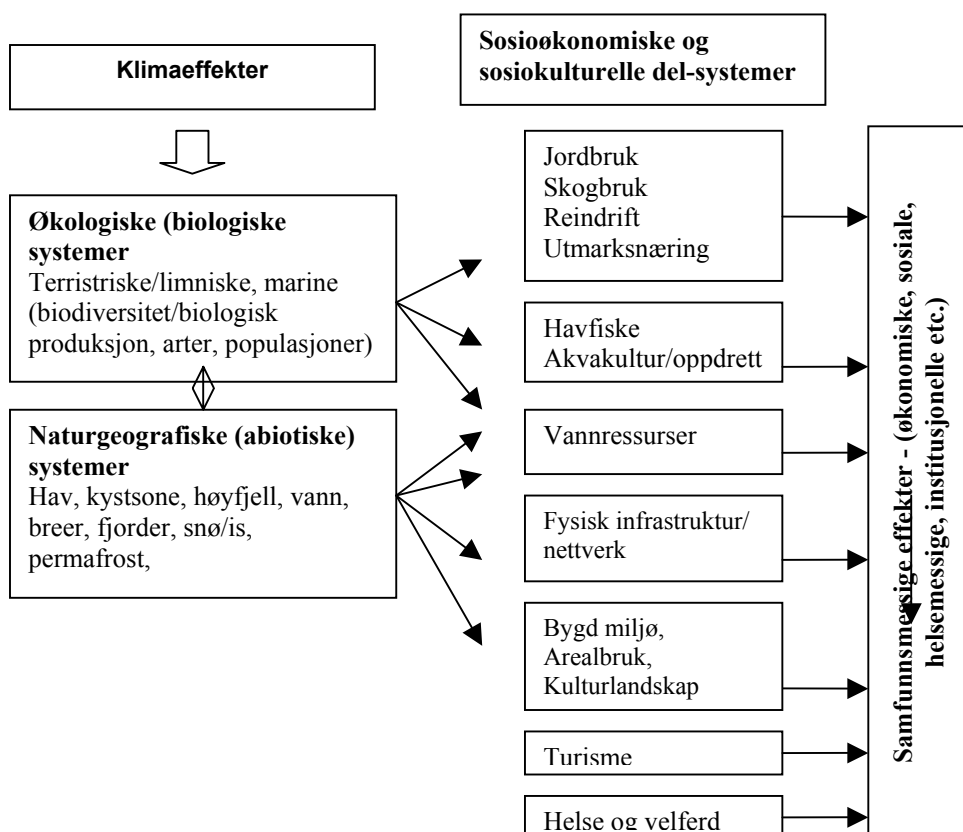 Klimaeffekter
Sosioøkonomiske og
sosiokulturelle del-systemer
Økologiske (biologiske
systemer
Terristriske/limniske, marine
(biodiversitet/biologisk
produksjon, arter, populasjoner)
Naturgeografiske (abiotiske)
systemer
Hav, kystsone, høyfjell, vann,
breer, fjorder, snø/is,
permafrost,
Jordbruk
Skogbruk
Reindrift
Utmarksnæring
Havfiske
Akvakultur/oppdrett
Vannressurser
Fysisk infrastruktur/
nettverk
Bygd miljø,
Arealbruk,
Kulturlandskap
Turisme
Helse og velferd
Samfunnsmessige effekter - (økonomiske, sosiale,
helsemessige, institusjonelle etc.)